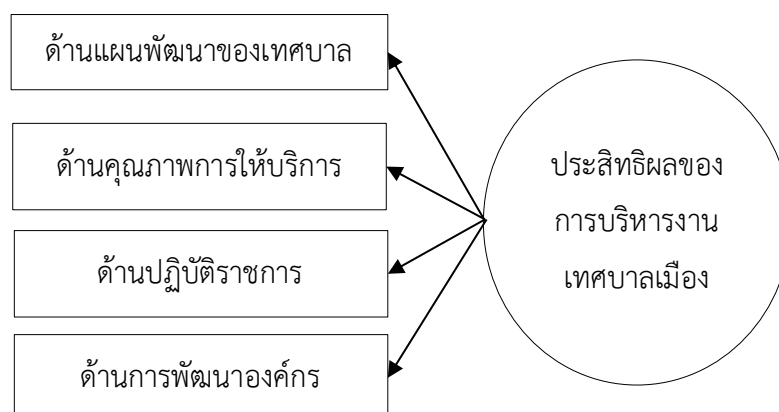 ด้านแผนพัฒนาของเทศบาล
ด้านคุณภาพการให้บริการ
ด้านปฏิบัติราชการ
ด้านการพัฒนาองค์กร
ประสิทธิผลของ
การบริหารงาน
เทศบาลเมือง